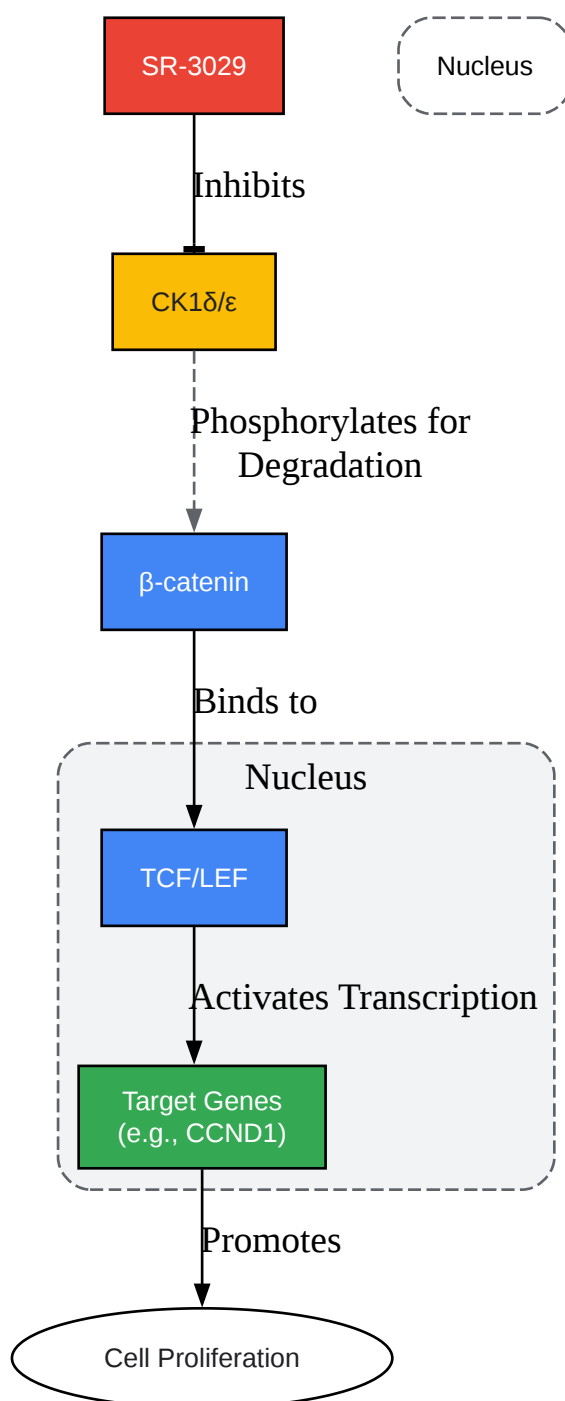 SR-3029
Nucleus
Inhibits
CK1δ/ε
Phosphorylates for
Degradation
β-catenin
Binds to
Nucleus
TCF/LEF
Activates Transcription
Target Genes
(e.g., CCND1)
Promotes
Cell Proliferation